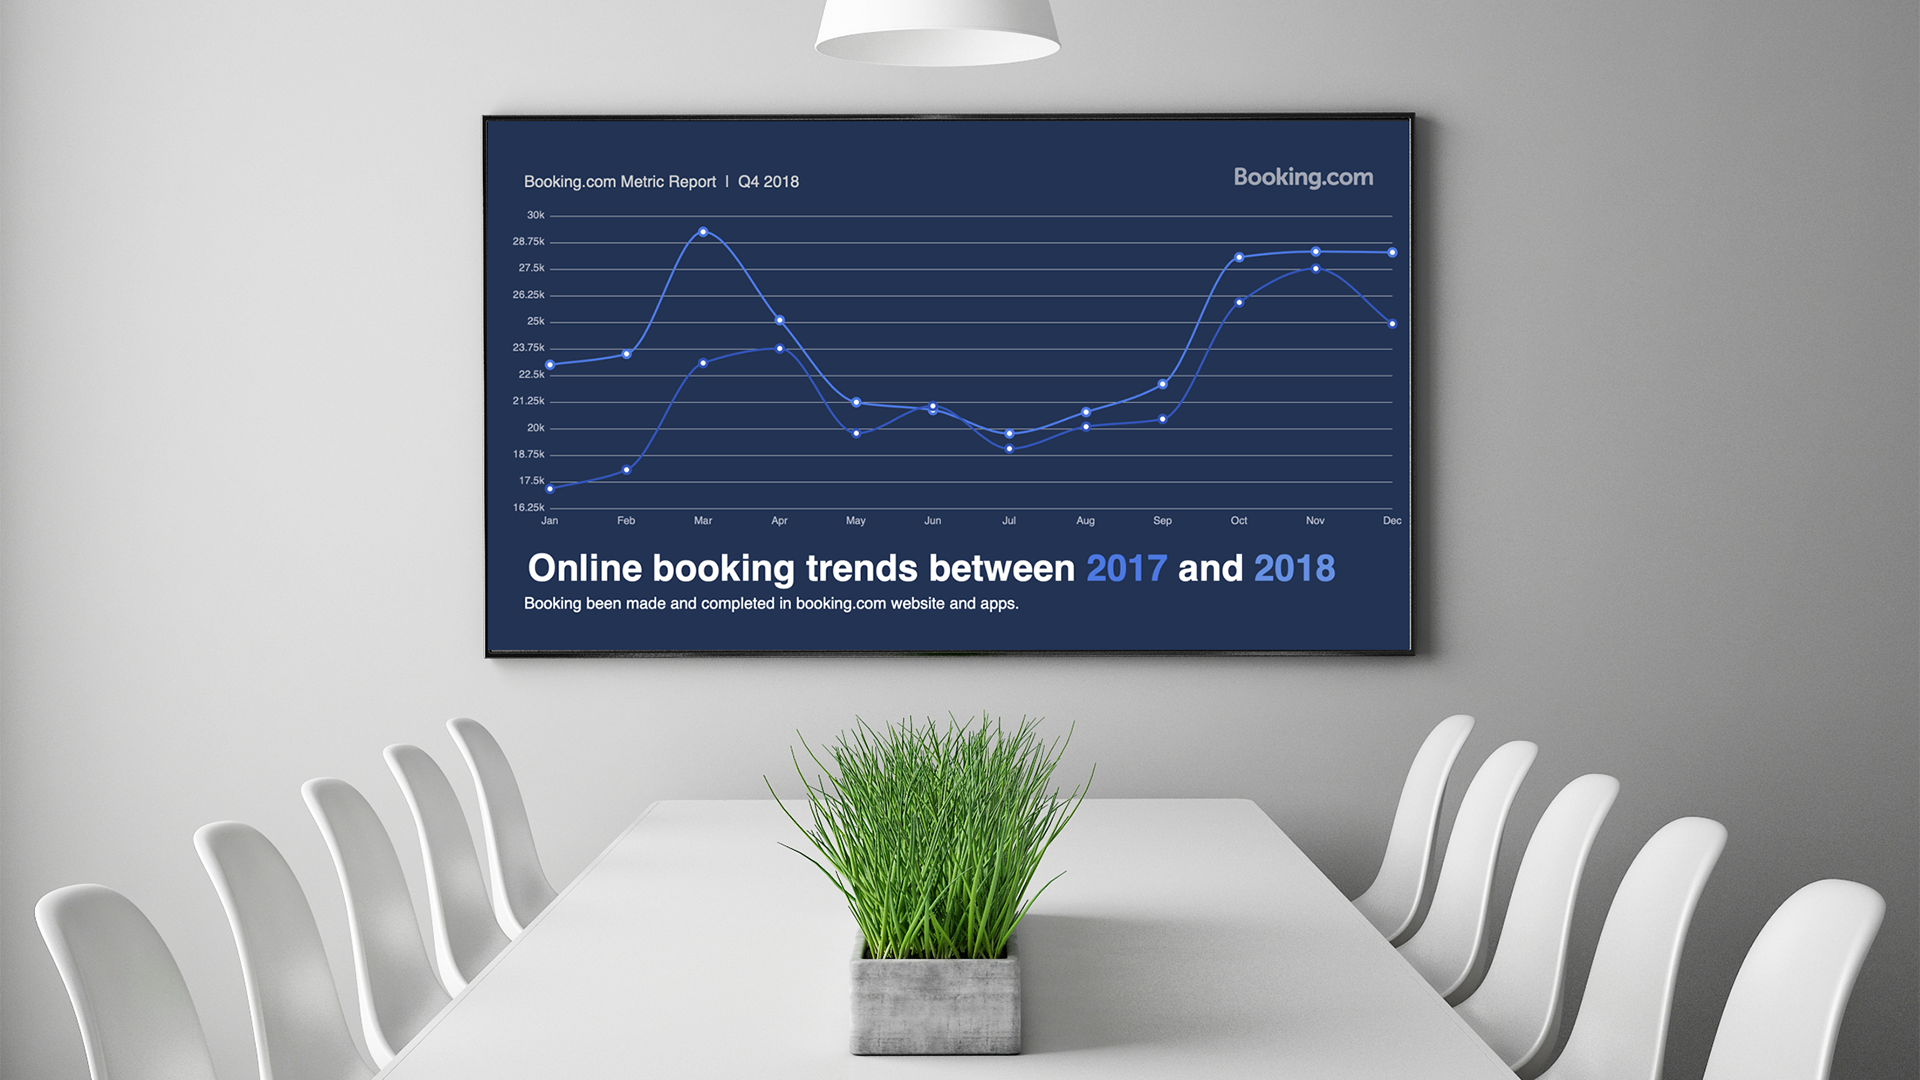 Booking.com Metric Report | Q4 2018
Booking.com
30k
28.75k
27.5k
26.25k
25k
23.75k
22.5k
21.25k
20k
18.75k
17.5k
16.25k
Jan Feb Mar Apr May Jun Jul Aug Sep Oct Nov Dec
Online booking trends between 2017 and 2018
Booking been made and completed in booking.com website and apps.